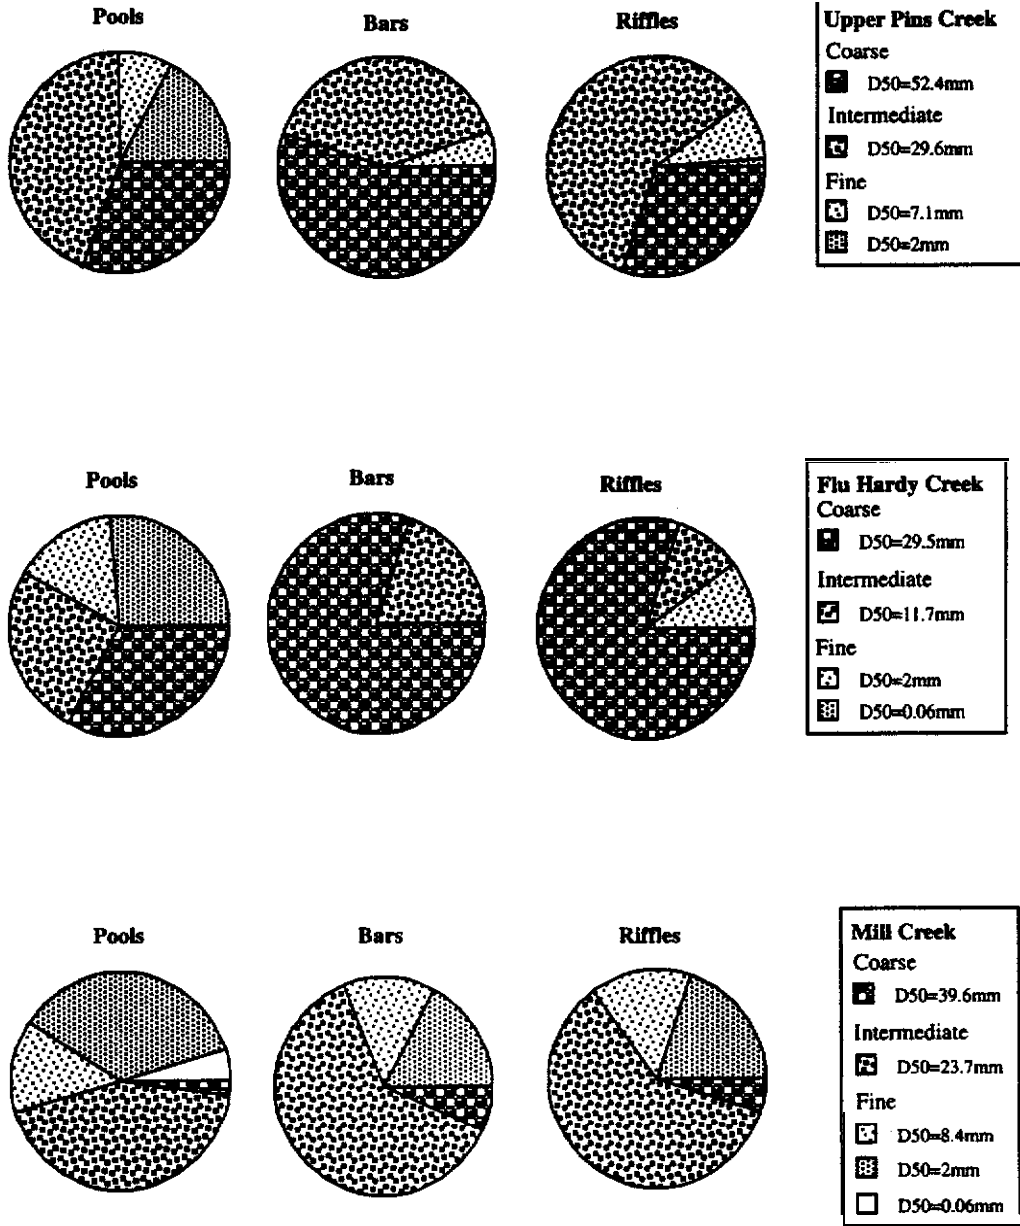 Pools
Bars
Riffles
Upper Pins Creek
Coarse
D50=52.4mm
Intermediate
D50=29.6mm
Fine
D50=7.1mm
D50=2mm
Pools
Bars
Riffles
Flu Hardy Creek
Coarse
D50=29.5mm
Intermediate
D50=11.7mm
Fine
D50=2mm
D50=0.06mm
Pools
Bars
Riffles
Mill Creek
Coarse
D50=39.6mm
Intermediate
D50=23.7mm
Fine
D50=8.4mm
D50=2mm
D50=0.06mm